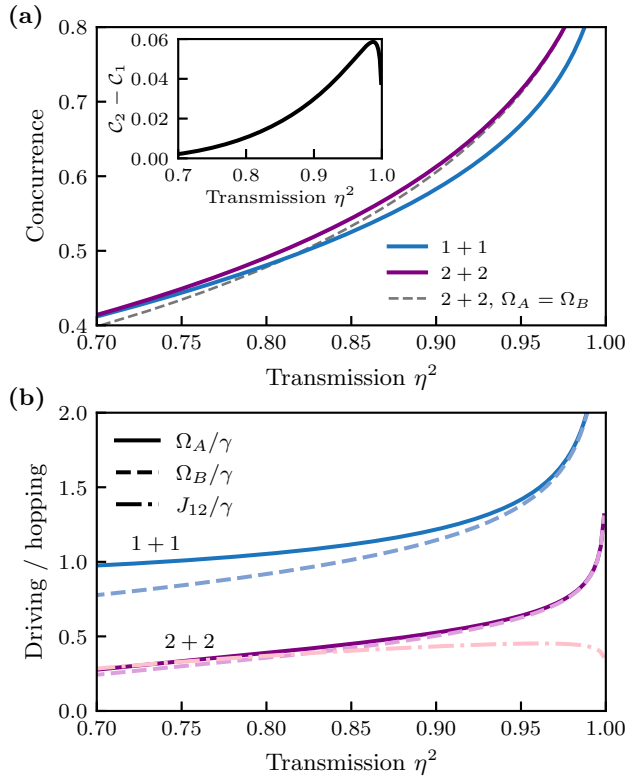 (a)
0.8
0.7
0.6
0.5
0.4
Concurrence
0.06
0.04
0.02
0.00
𝒞₂ − 𝒞₁
0.7 0.8 0.9 1.0
Transmission η²
1 + 1
2 + 2
2 + 2, Ω_A = Ω_B
0.70 0.75 0.80 0.85 0.90 0.95 1.00
Transmission η²
(b)
2.0
1.5
1.0
0.5
0.0
Driving / hopping
Ω_A/γ
Ω_B/γ
J₁₂/γ
1 + 1
2 + 2
0.70 0.75 0.80 0.85 0.90 0.95 1.00
Transmission η²